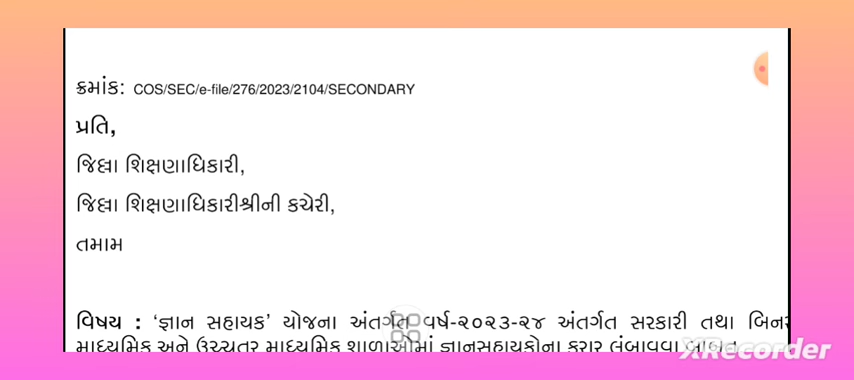 ક્રમાંક: COS/SEC/e-file/276/2023/2104/SECONDARY
પ્રતિ,
જિલ્લા શિક્ષણાધિકારી,
જિલ્લા શિક્ષણાધિકારીશ્રીની કચેરી,
તમામ
વિષય : ‘જ્ઞાન સહાયક’ યોજના અંતર્ગત વર્ષ-૨૦૨૩-૨૪ અંતર્ગત સરકારી તથા
માધ્યમિક અને ઉચ્ચતર માધ્યમિક શાળાઓમાં જ્ઞાનસહાયકોના કરાર લંબાવવા બાબત
XRecorder